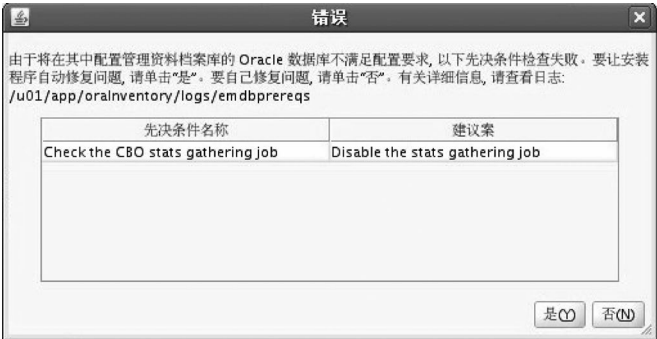 错误
由于将在其中配置管理资料档案库的 Oracle 数据库不满足配置要求, 以下先决条件检查失败。要让安装
程序自动修复问题, 请单击"是"。要自己修复问题, 请单击"否"。有关详细信息, 请查看日志:
/u01/app/oraInventory/logs/emdbprereqs
先决条件名称 建议案
Check the CBO stats gathering job Disable the stats gathering job
是(Y) 否(N)